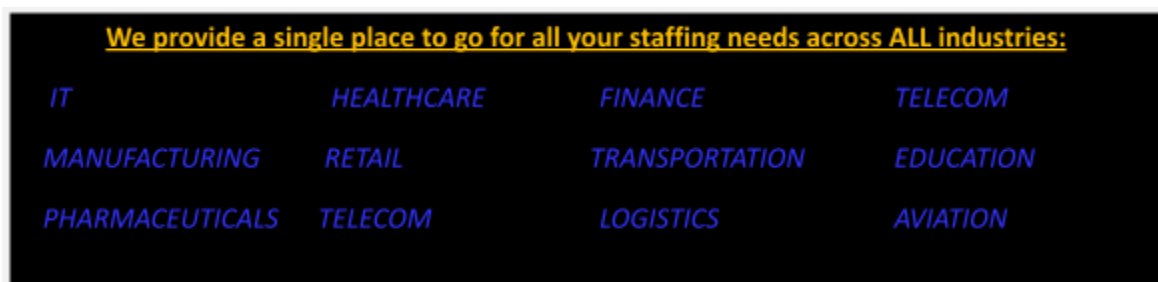 We provide a single place to go for all your staffing needs across ALL industries:
IT HEALTHCARE FINANCE TELECOM
MANUFACTURING RETAIL TRANSPORTATION EDUCATION
PHARMACEUTICALS TELECOM LOGISTICS AVIATION